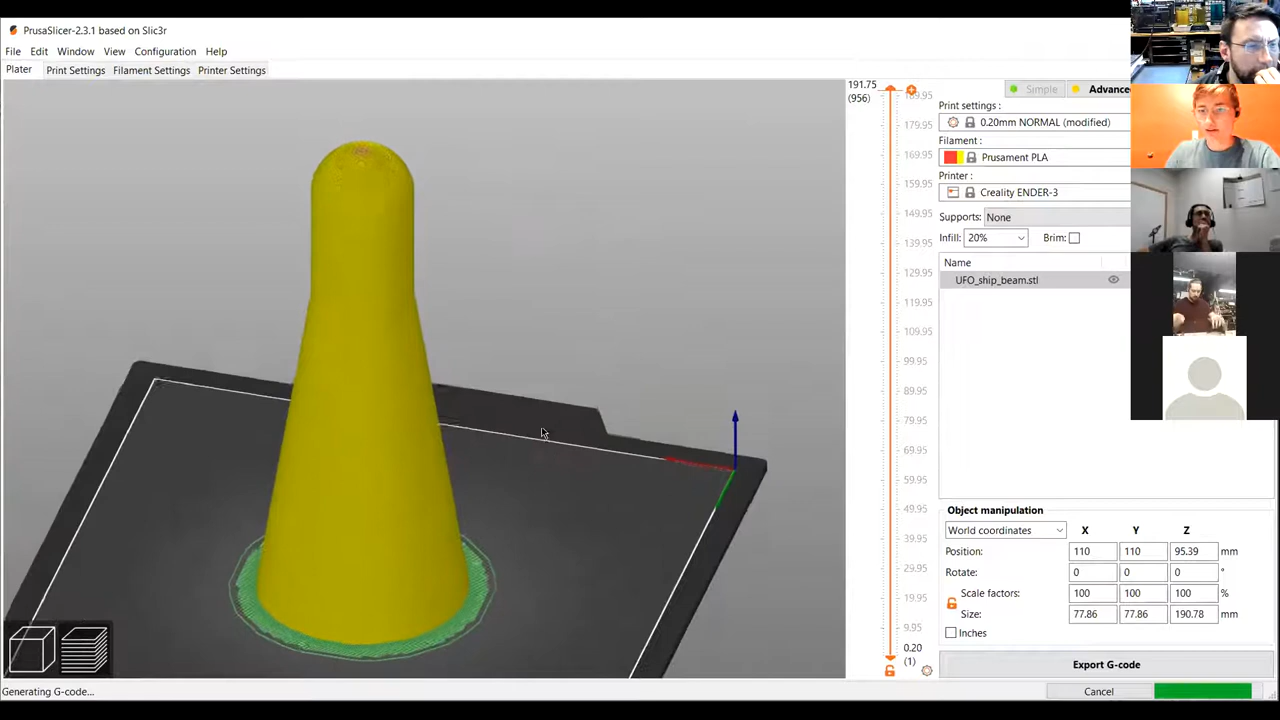 PrusaSlicer-2.3.1 based on Slic3r
File Edit Window View Configuration Help
Plater Print Settings Filament Settings Printer Settings
191.75
(956)
189.95
179.95
169.95
159.95
149.95
139.95
129.95
119.95
109.95
99.95
89.95
79.95
69.95
59.95
49.95
39.95
29.95
19.95
9.95
0.20
(1)
Simple Advanced
Print settings :
0.20mm NORMAL (modified)
Filament :
Prusament PLA
Printer :
Creality ENDER-3
Supports: None
Infill: 20% Brim:
Name
UFO_ship_beam.stl
Object manipulation
World coordinates X Y Z
Position: 110 110 95.39 mm
Rotate: 0 0 0 °
Scale factors: 100 100 100 %
Size: 77.86 77.86 190.78 mm
Inches
Export G-code
Generating G-code... Cancel